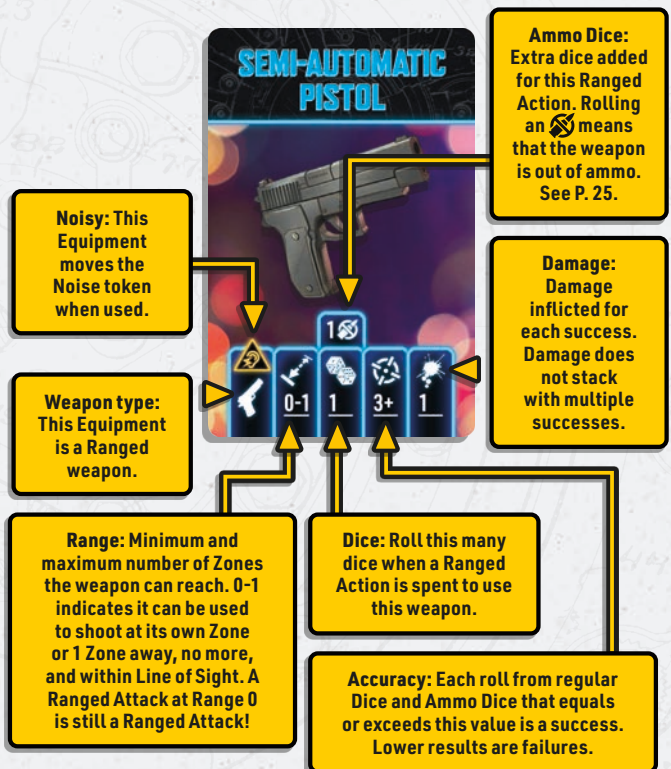 SEMI-AUTOMATIC
PISTOL
1
0-1
1
3+
1
Ammo Dice:
Extra dice added
for this Ranged
Action. Rolling
an means
that the weapon
is out of ammo.
See P. 25.
Noisy: This
Equipment
moves the
Noise token
when used.
Damage:
Damage
inflicted for
each success.
Damage does
not stack
with multiple
successes.
Weapon type:
This Equipment
is a Ranged
weapon.
Range: Minimum and
maximum number of Zones
the weapon can reach. 0-1
indicates it can be used
to shoot at its own Zone
or 1 Zone away, no more,
and within Line of Sight. A
Ranged Attack at Range 0
is still a Ranged Attack!
Dice: Roll this many
dice when a Ranged
Action is spent to use
this weapon.
Accuracy: Each roll from regular
Dice and Ammo Dice that equals
or exceeds this value is a success.
Lower results are failures.